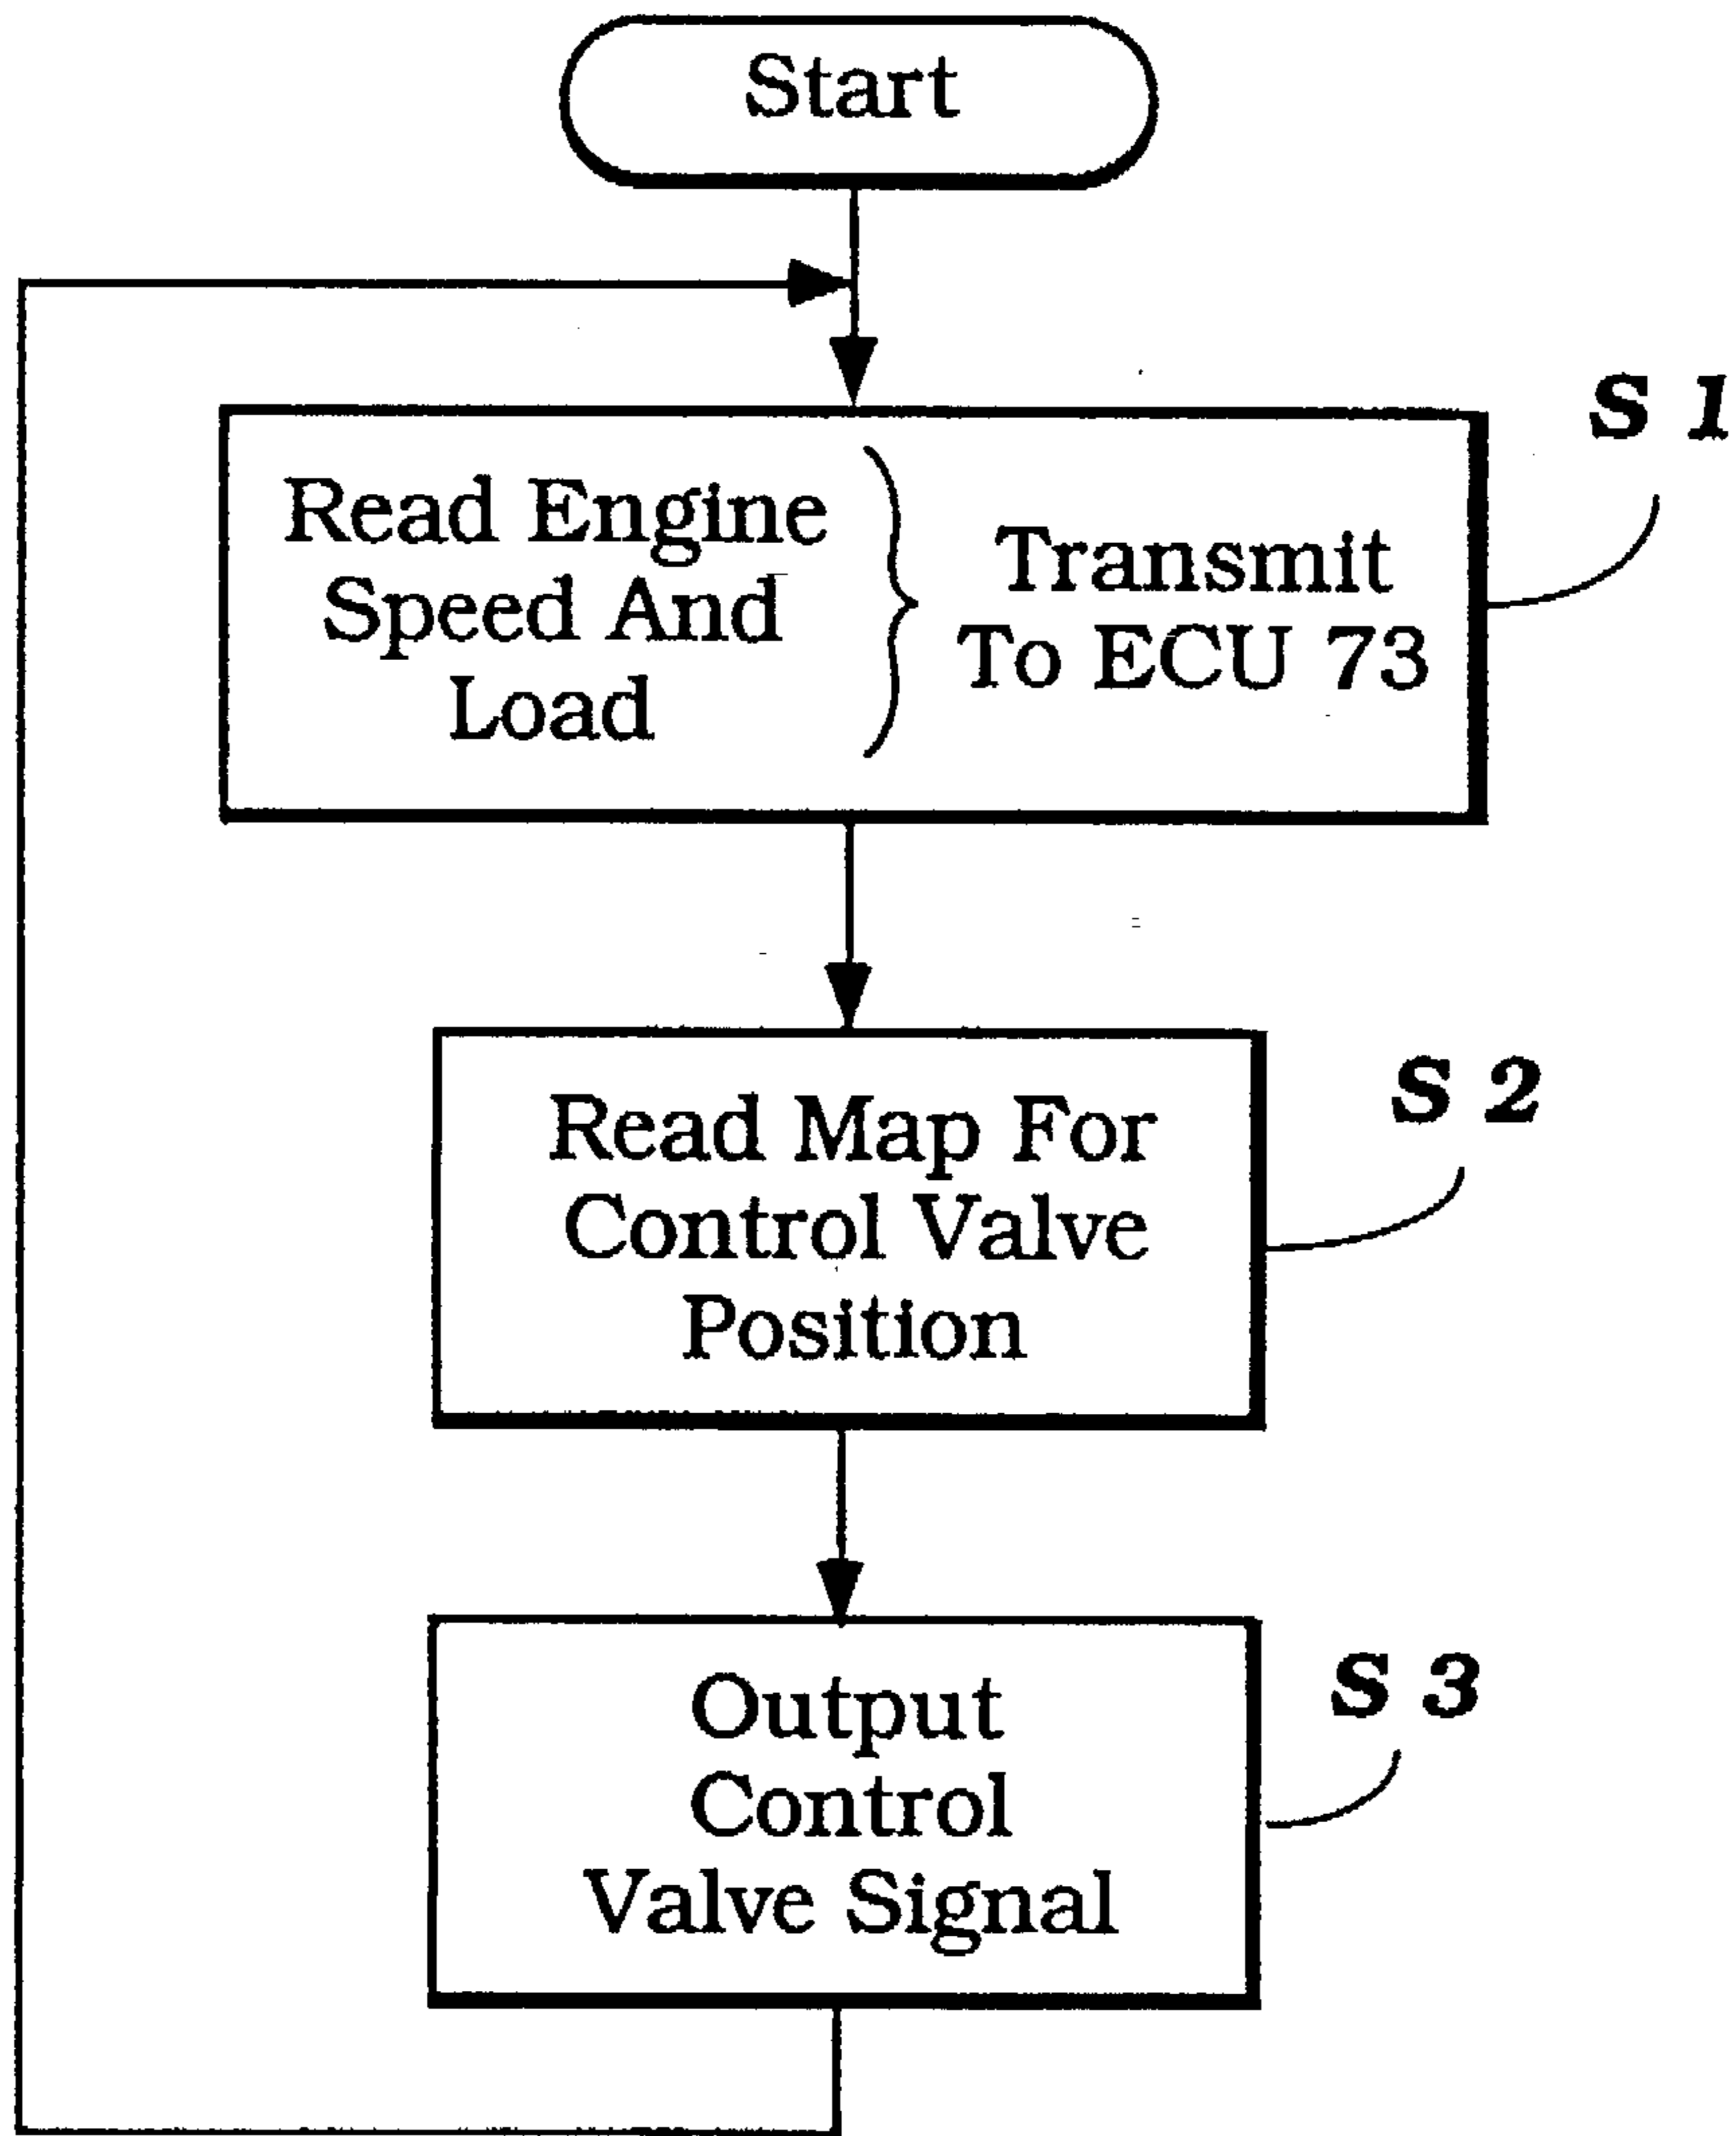 Start
S 1
Read Engine
Speed And
Load
Transmit
To ECU 73
S 2
Read Map For
Control Valve
Position
S 3
Output
Control
Valve Signal